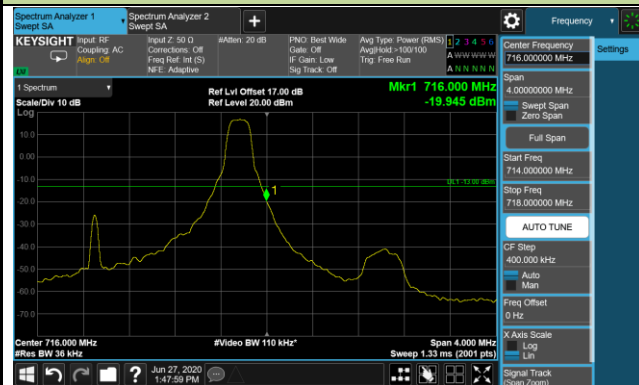 Spectrum Analyzer 1
Swept SA
Spectrum Analyzer 2
Swept SA
+
Frequency
KEYSIGHT
Input: RF
Coupling: AC
Align: Off
Input Z: 50 Ω
Corrections: Off
Freq Ref: Int (S)
NFE: Adaptive
#Atten: 20 dB
PNO: Best Wide
Gate: Off
IF Gain: Low
Sig Track: Off
Avg Type: Power (RMS)
Avg|Hold:>100/100
Trig: Free Run
1 2 3 4 5 6
A W W W W W
A N N N N N
LXI
1 Spectrum
Scale/Div 10 dB
Log
Ref Lvl Offset 17.00 dB
Ref Level 20.00 dBm
Mkr1 716.000 MHz
-19.945 dBm
10.0
0.00
-10.0
-20.0
-30.0
-40.0
-50.0
-60.0
-70.0
DL1 -13.00 dBm
1
Center 716.000 MHz
#Res BW 36 kHz
#Video BW 110 kHz*
Span 4.000 MHz
Sweep 1.33 ms (2001 pts)
Center Frequency
716.000000 MHz
Settings
Span
4.00000000 MHz
Swept Span
Zero Span
Full Span
Start Freq
714.000000 MHz
Stop Freq
718.000000 MHz
AUTO TUNE
CF Step
400.000 kHz
Auto
Man
Freq Offset
0 Hz
X Axis Scale
Log
Lin
Signal Track
(Span Zoom)
?
Jun 27, 2020
1:47:59 PM